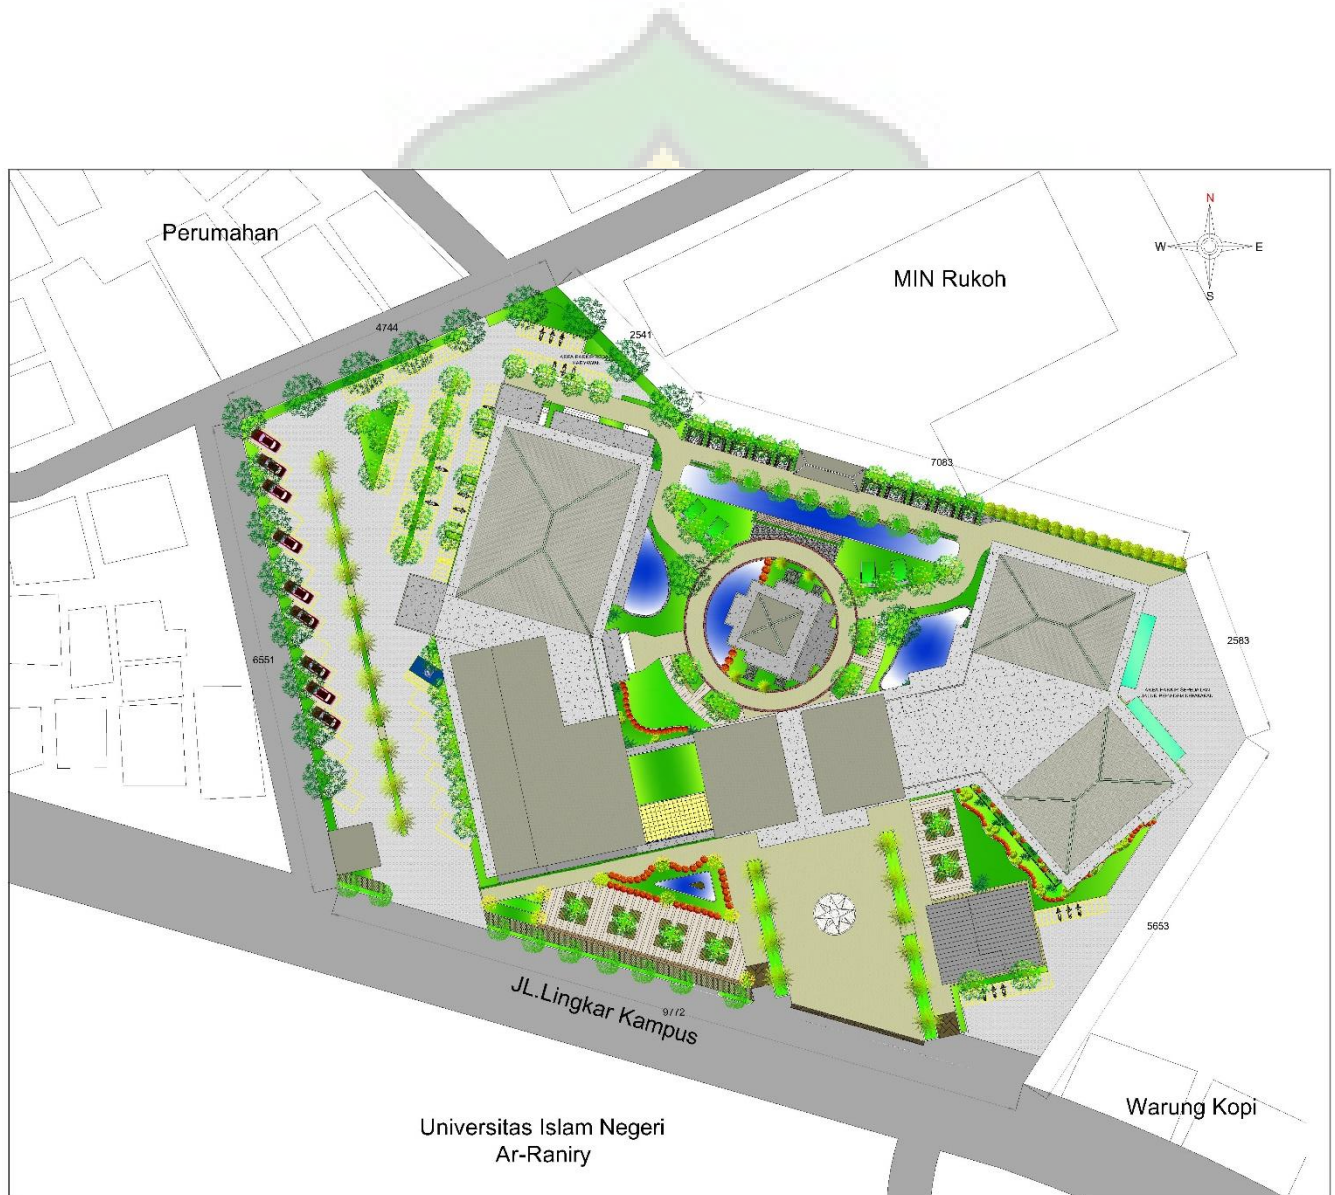 N
Perumahan
W
E
MIN Rukoh
S
4744
2541
7083
2583
6551
5653
JL.Lingkar Kampus
9772
Warung Kopi
Universitas Islam Negeri
Ar-Raniry